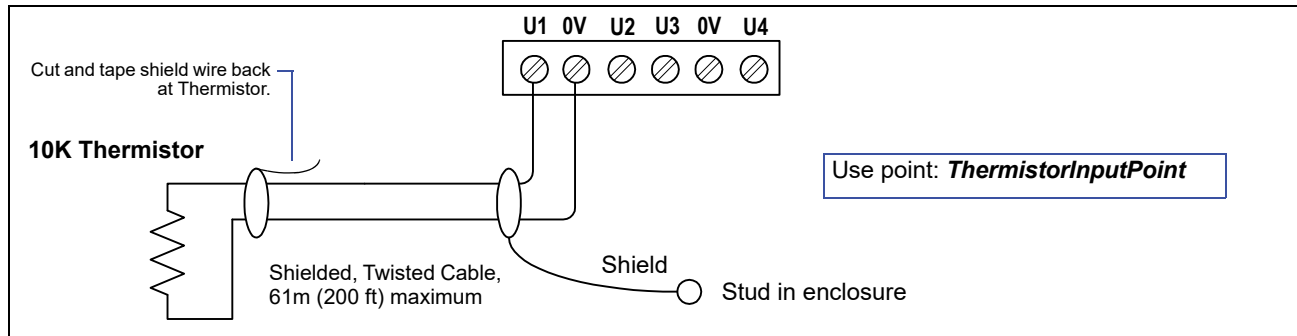 U1 0V U2 U3 0V U4
Cut and tape shield wire back
at Thermistor.
10K Thermistor
Use point: ThermistorInputPoint
Shielded, Twisted Cable,
61m (200 ft) maximum
Shield
Stud in enclosure